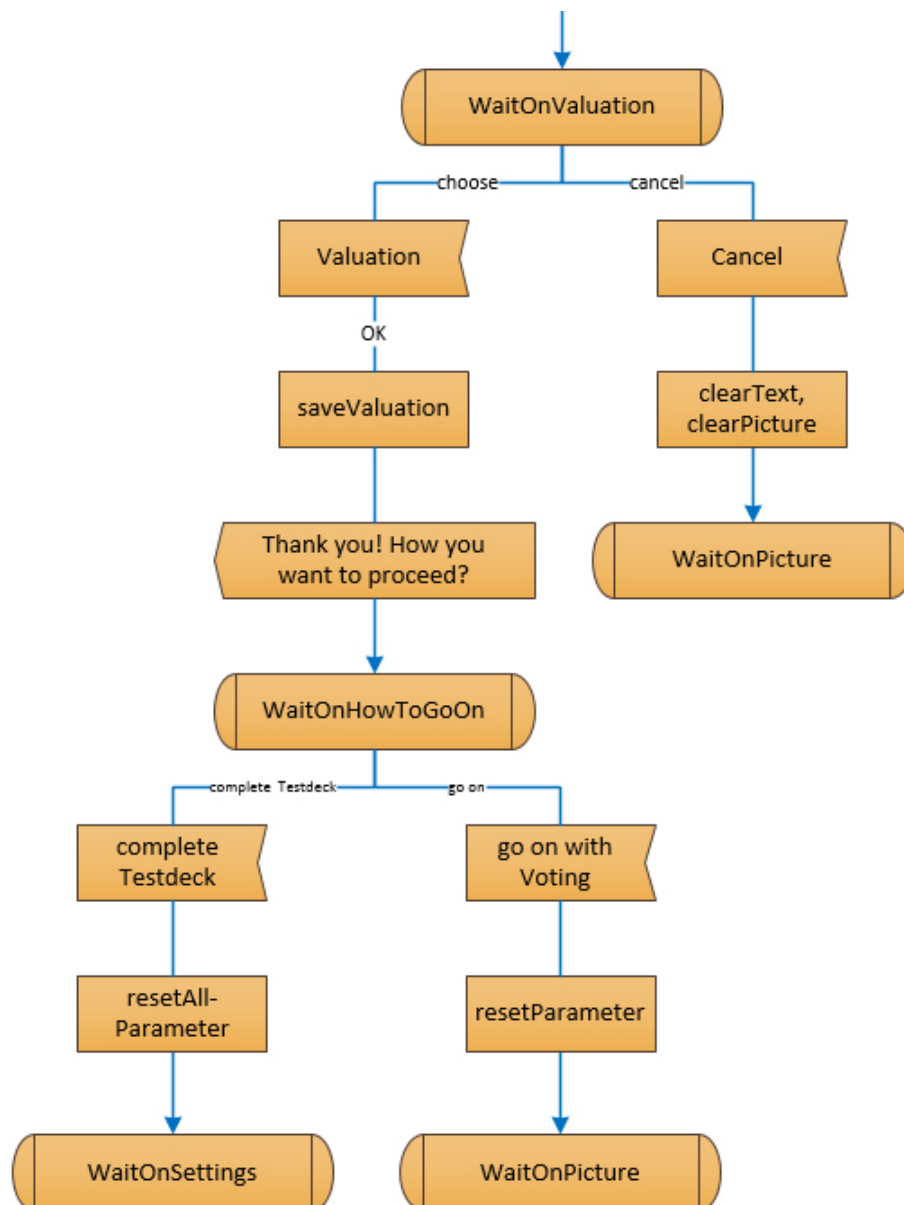 WaitOnValuation
choose
cancel
Valuation
Cancel
OK
saveValuation
clearText,
clearPicture
Thank you! How you
want to proceed?
WaitOnPicture
WaitOnHowToGoOn
complete Testdeck
go on
complete
Testdeck
go on with
Voting
resetAll-
Parameter
resetParameter
WaitOnSettings
WaitOnPicture